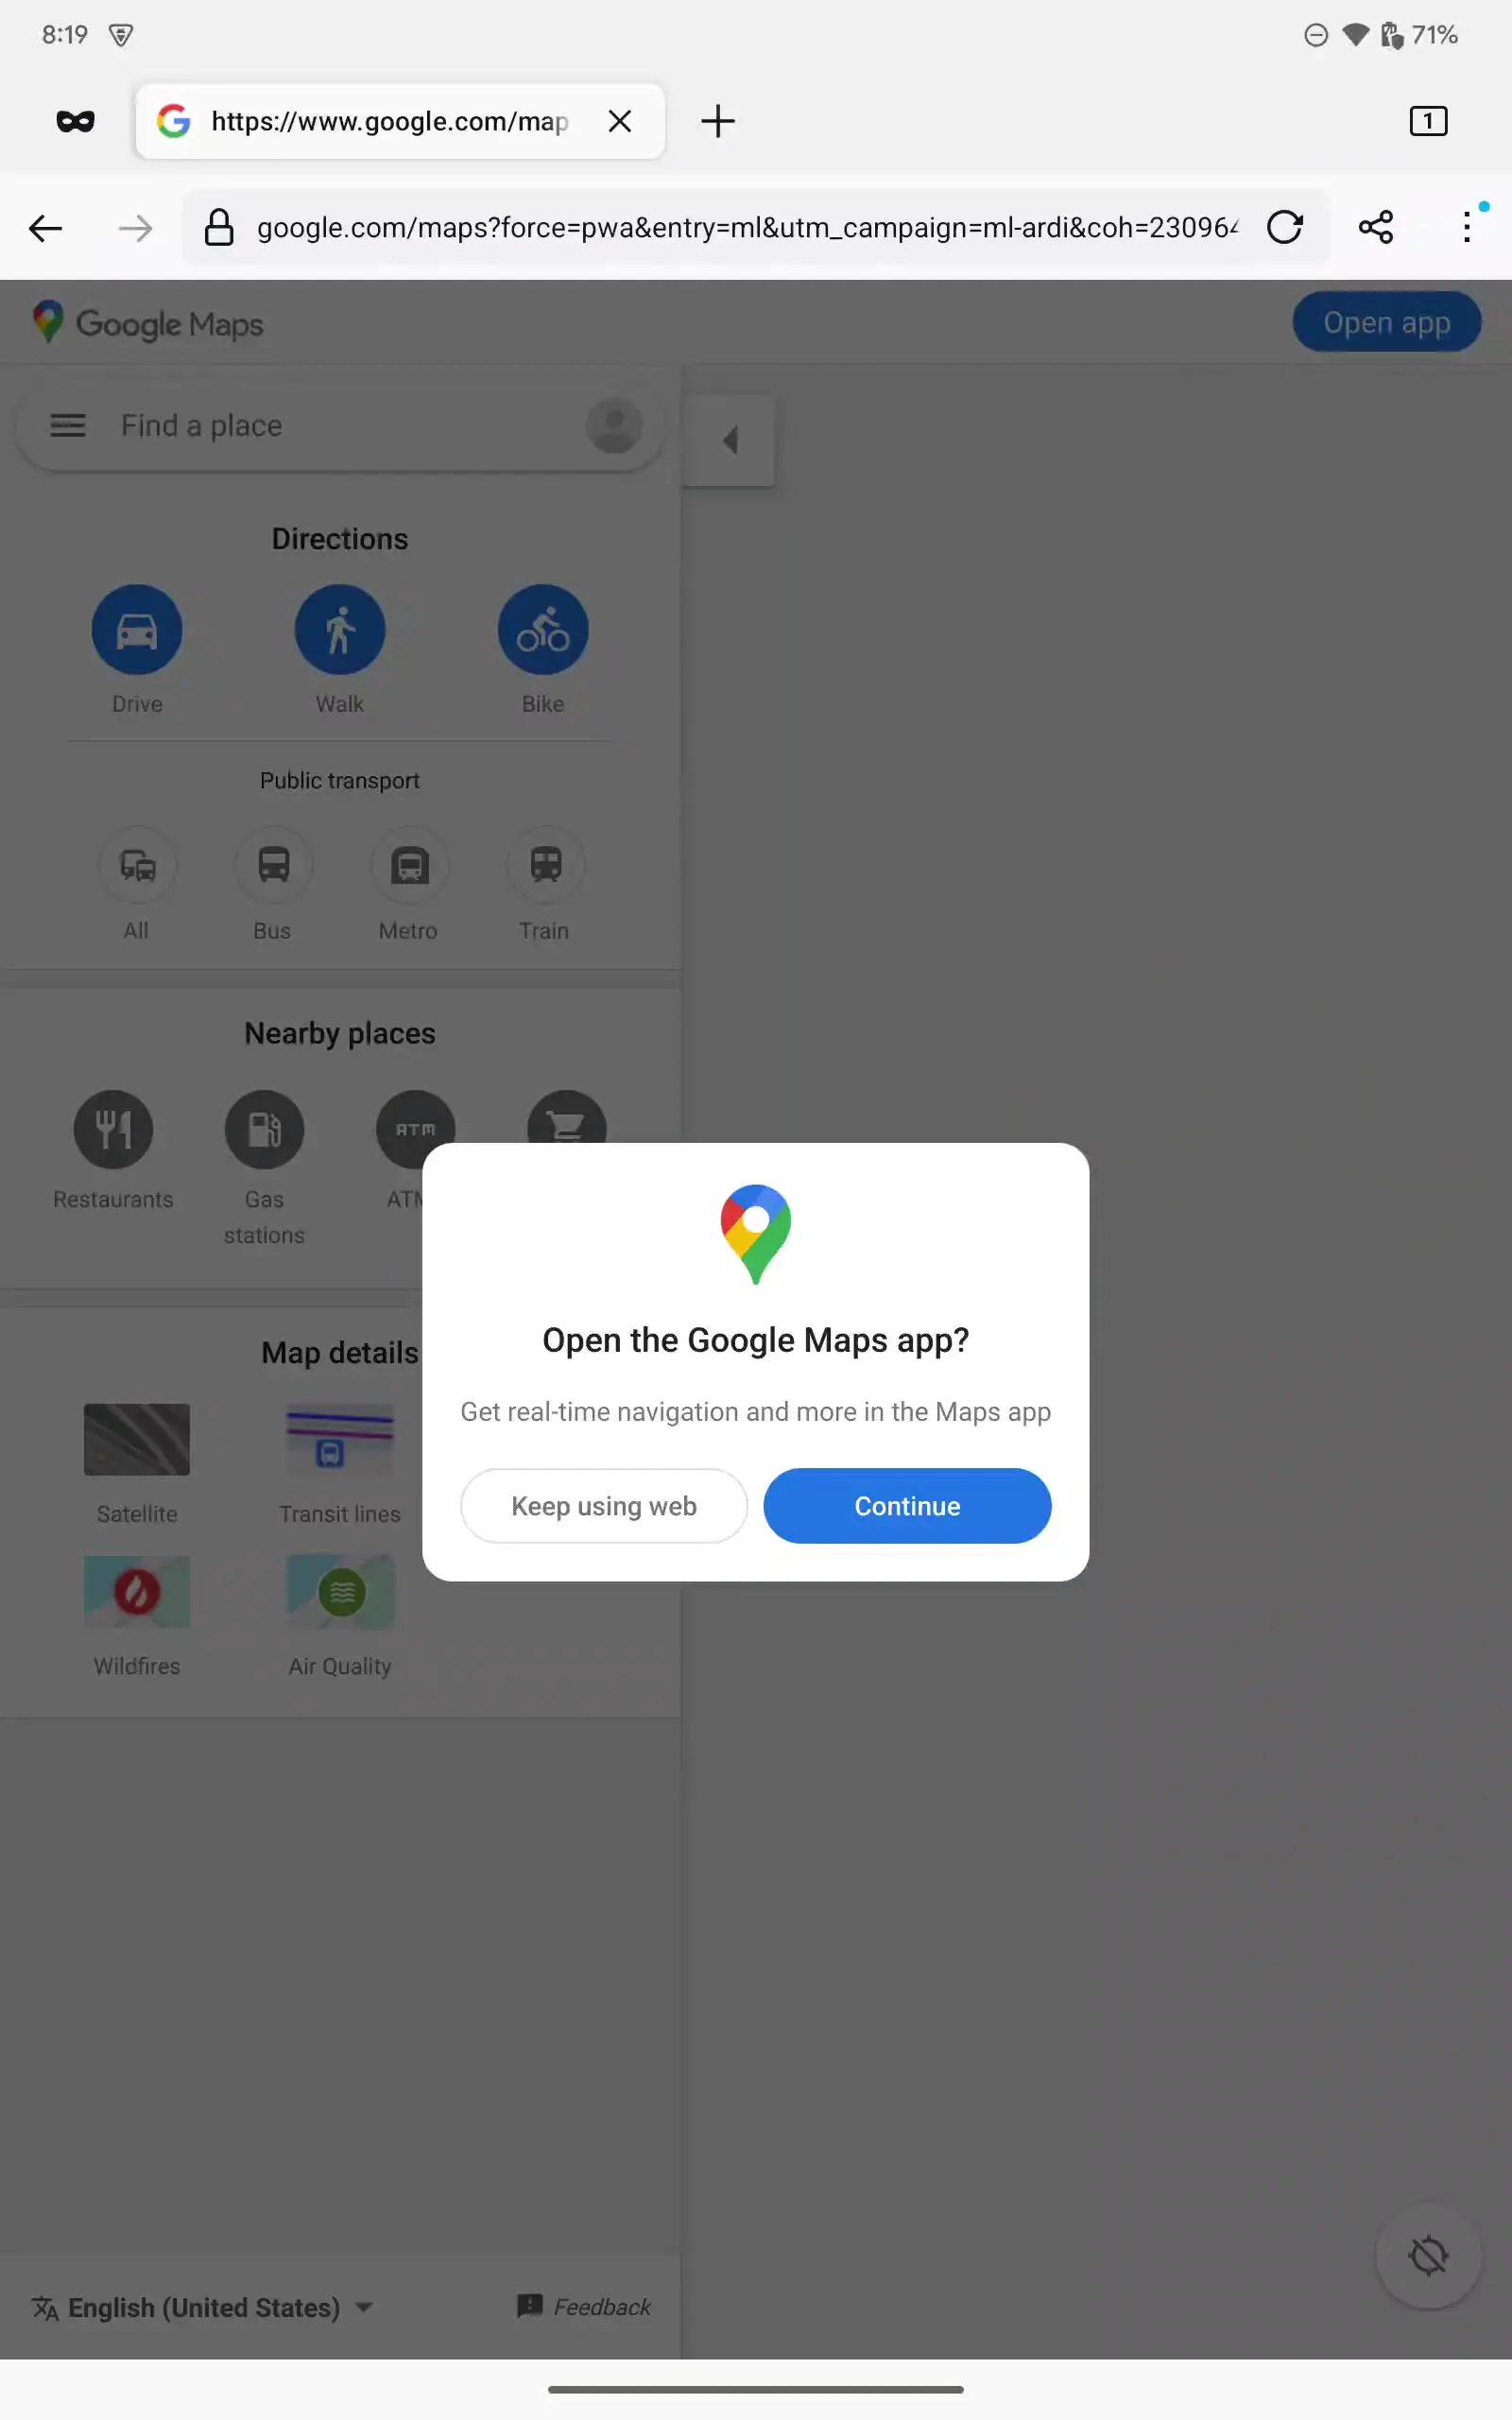 8:19
71%
https://www.google.com/map
1
google.com/maps?force=pwa&entry=ml&utm_campaign=ml-ardi&coh=23096
Google Maps
Open app
Find a place
Directions
Drive Walk Bike
Public transport
All Bus Metro Train
Nearby places
ATM
Restaurants Gas
stations
Map details
Satellite Transit lines
Wildfires Air Quality
Open the Google Maps app?
Get real-time navigation and more in the Maps app
Keep using web Continue
English (United States) Feedback